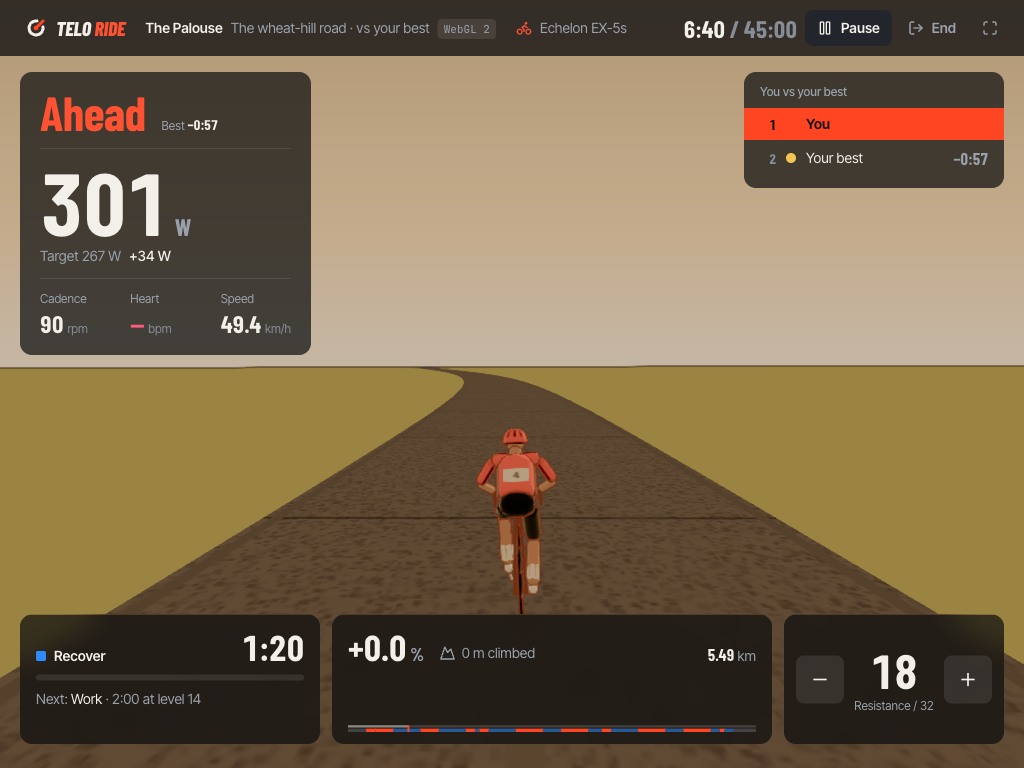 TELO RIDE The Palouse The wheat-hill road · vs your best WebGL 2 Echelon EX-5s 6:40 / 45:00 Pause End
Ahead Best −0:57
301 W
Target 267 W +34 W
Cadence Heart Speed
90 rpm — bpm 49.4 km/h
You vs your best
1 You
2 Your best −0:57
4
Recover 1:20
Next: Work · 2:00 at level 14
+0.0 % 0 m climbed 5.49 km
− 18 +
Resistance / 32